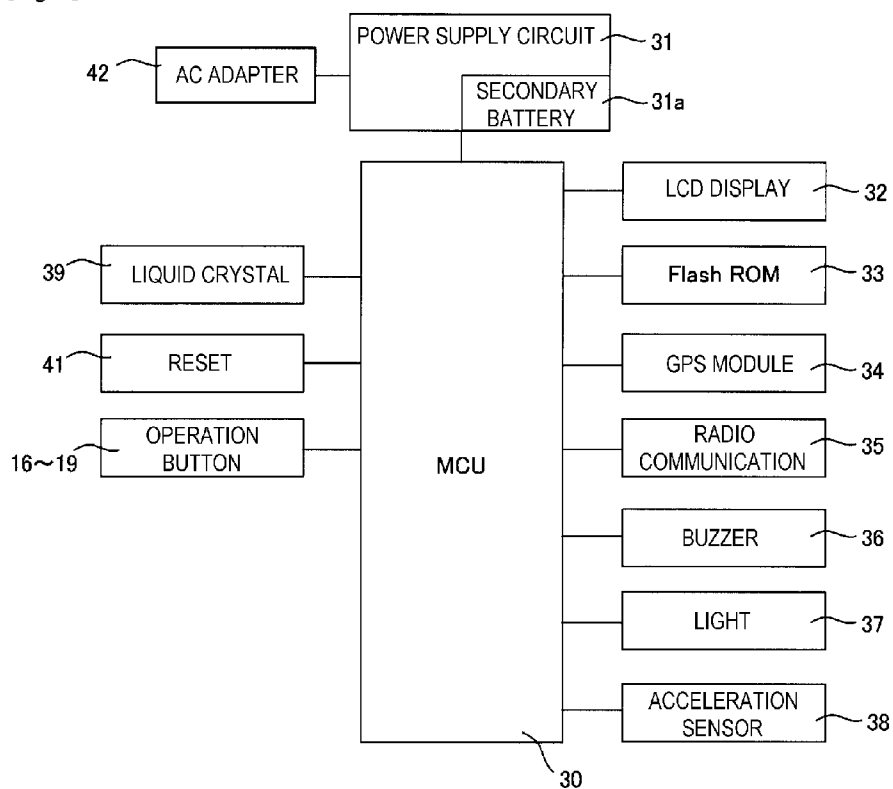 POWER SUPPLY CIRCUIT
31
42
AC ADAPTER
SECONDARY
BATTERY
31a
LCD DISPLAY
32
39
LIQUID CRYSTAL
Flash ROM
33
41
RESET
GPS MODULE
34
16~19
OPERATION
BUTTON
MCU
RADIO
COMMUNICATION
35
BUZZER
36
LIGHT
37
ACCELERATION
SENSOR
38
30